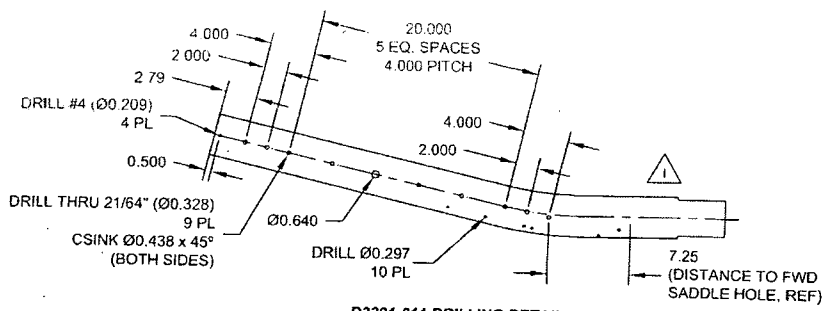 20.000
5 EQ. SPACES
4.000 PITCH
4.000
2.000
2.79
DRILL #4 (Ø0.209)
4 PL
0.500
4.000
2.000
1
DRILL THRU 21/64" (Ø0.328)
9 PL
CSINK Ø0.438 x 45°
(BOTH SIDES)
Ø0.640
DRILL Ø0.297
10 PL
7.25
(DISTANCE TO FWD
SADDLE HOLE, REF)